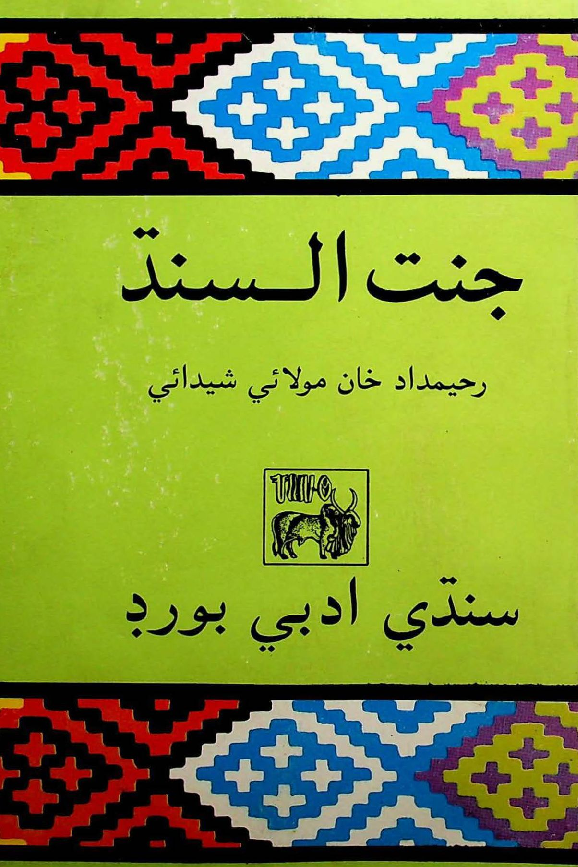 جنت السنڌ
رحيمداد خان مولائي شيدائي
سنڌي ادبي بورڊ